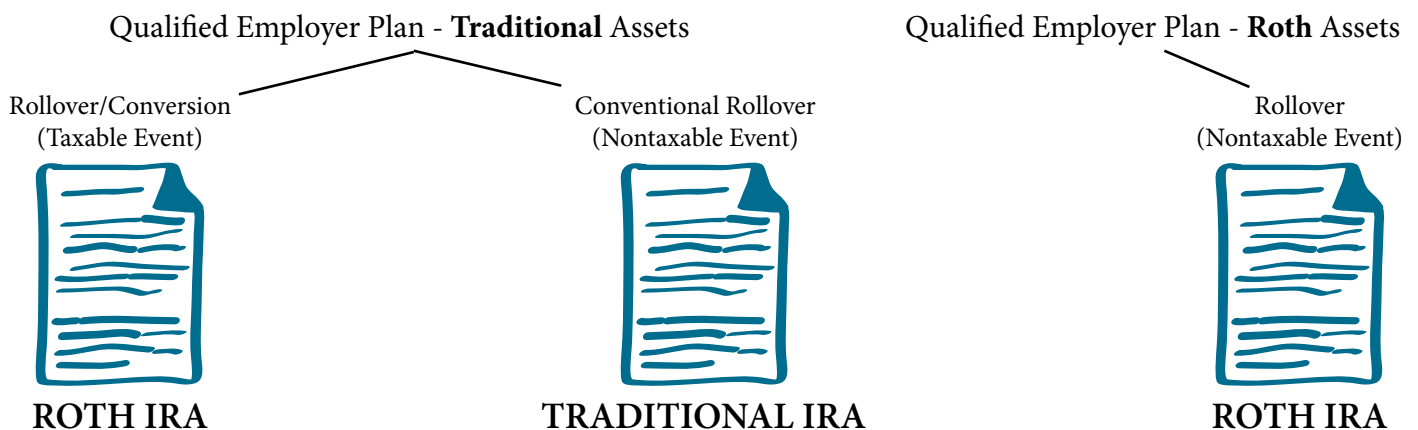 Qualified Employer Plan - Traditional Assets
Qualified Employer Plan - Roth Assets
Rollover/Conversion
(Taxable Event)
Conventional Rollover
(Nontaxable Event)
Rollover
(Nontaxable Event)
ROTH IRA
TRADITIONAL IRA
ROTH IRA